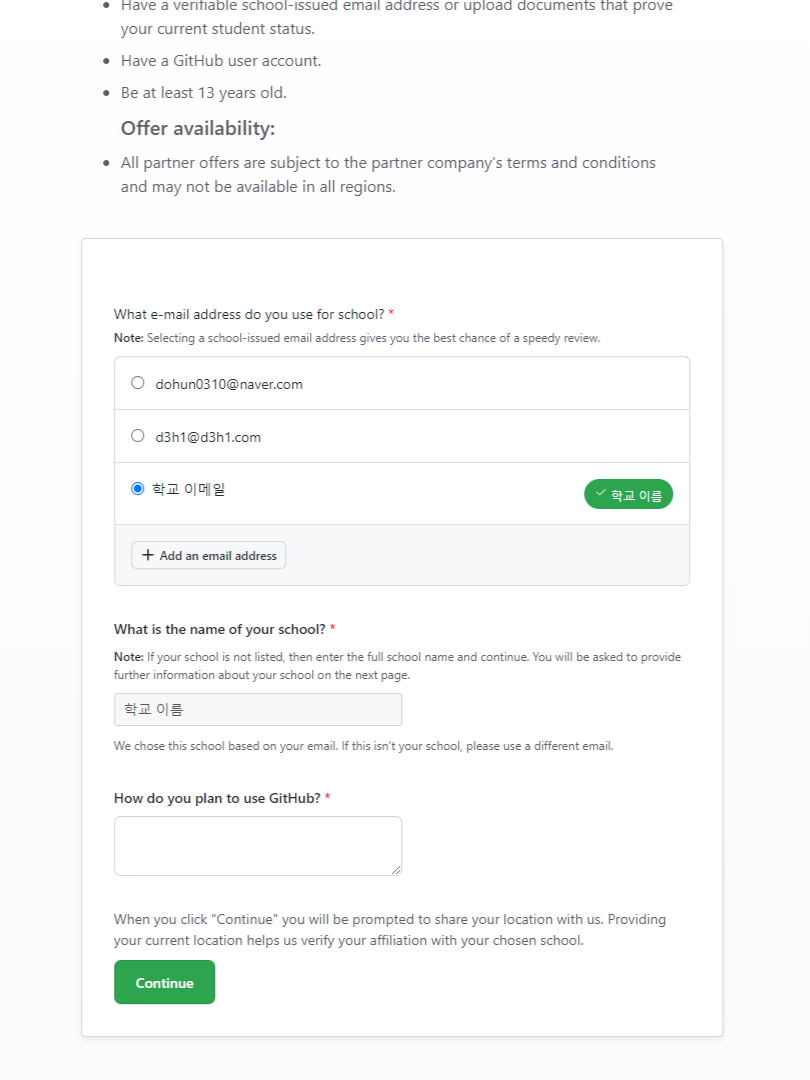 Have a verifiable school-issued email address or upload documents that prove
your current student status.
Have a GitHub user account.
Be at least 13 years old.
Offer availability:
All partner offers are subject to the partner company's terms and conditions
and may not be available in all regions.
What e-mail address do you use for school? *
Note: Selecting a school-issued email address gives you the best chance of a speedy review.
dohun0310@naver.com
d3h1@d3h1.com
학교 이메일
학교 이름
Add an email address
What is the name of your school? *
Note: If your school is not listed, then enter the full school name and continue. You will be asked to provide
further information about your school on the next page.
학교 이름
We chose this school based on your email. If this isn't your school, please use a different email.
How do you plan to use GitHub? *
When you click "Continue" you will be prompted to share your location with us. Providing
your current location helps us verify your affiliation with your chosen school.
Continue